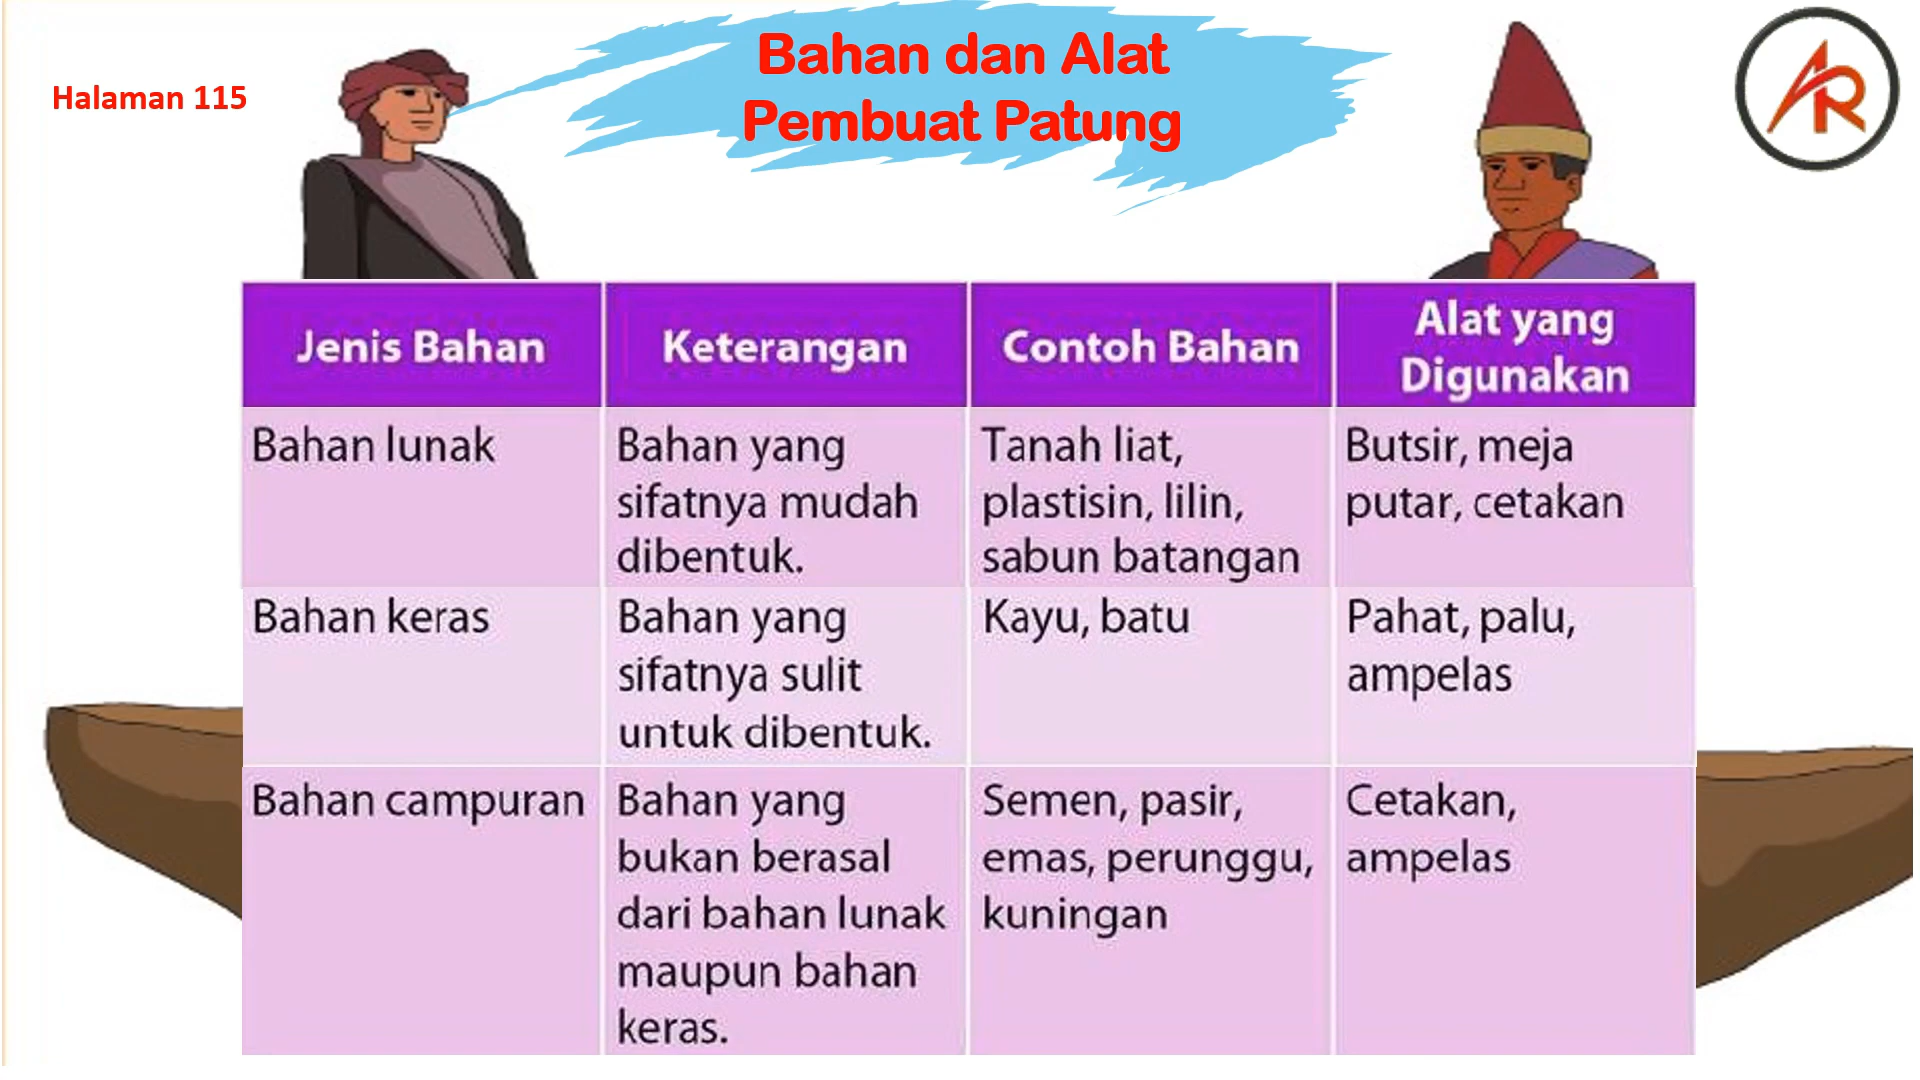 Halaman 115
Bahan dan Alat
Pembuat Patung
AR
Jenis Bahan
Keterangan
Contoh Bahan
Alat yang
Digunakan
Bahan lunak
Bahan yang
sifatnya mudah
dibentuk.
Tanah liat,
plastisin, lilin,
sabun batangan
Butsir, meja
putar, cetakan
Bahan keras
Bahan yang
sifatnya sulit
untuk dibentuk.
Kayu, batu
Pahat, palu,
ampelas
Bahan campuran
Bahan yang
bukan berasal
dari bahan lunak
maupun bahan
keras.
Semen, pasir,
emas, perunggu,
kuningan
Cetakan,
ampelas